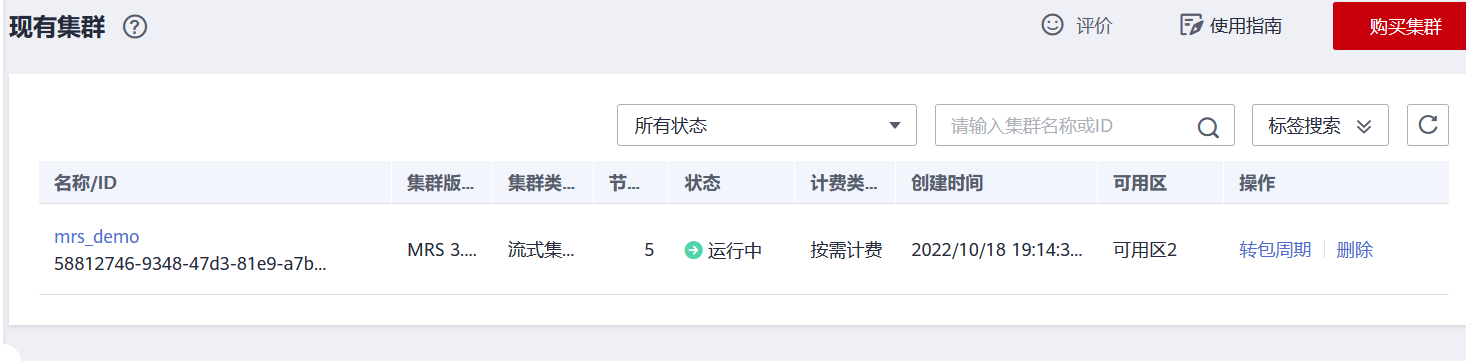 现有集群 ? 评价 使用指南 购买集群
所有状态 请输入集群名称或ID 标签搜索
名称/ID 集群版... 集群类... 节... 状态 计费类... 创建时间 可用区 操作
mrs_demo
58812746-9348-47d3-81e9-a7b... MRS 3.... 流式集... 5 运行中 按需计费 2022/10/18 19:14:3... 可用区2 转包周期 删除